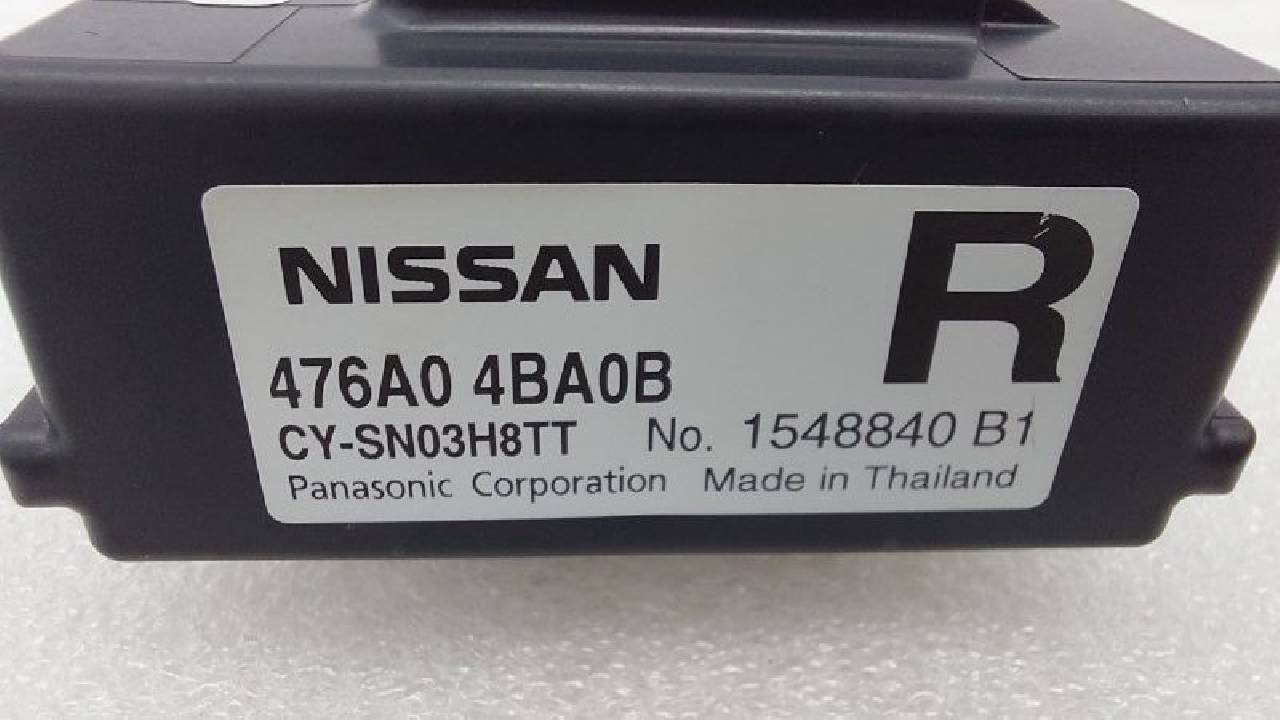 NISSAN
R
476A0 4BA0B
CY-SN03H8TT No. 1548840 B1
Panasonic Corporation Made in Thailand